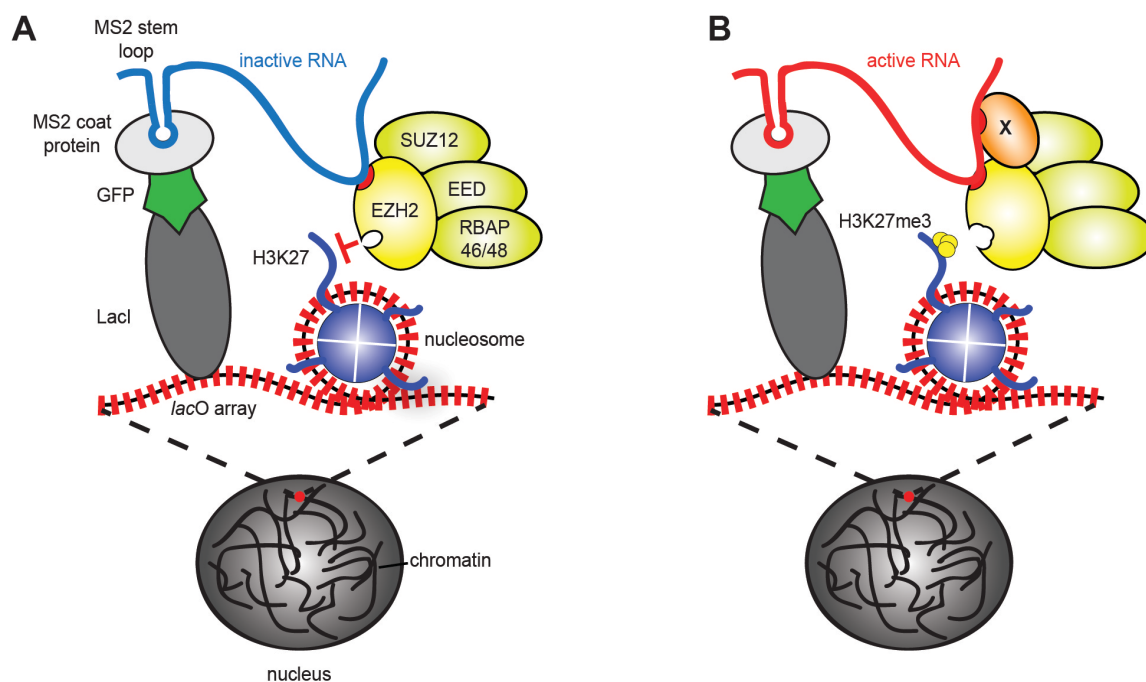 A
MS2 stem
loop
inactive RNA
MS2 coat
protein
SUZ12
GFP
EED
EZH2
RBAP
46/48
H3K27
LacI
nucleosome
lacO array
chromatin
nucleus
B
active RNA
X
H3K27me3